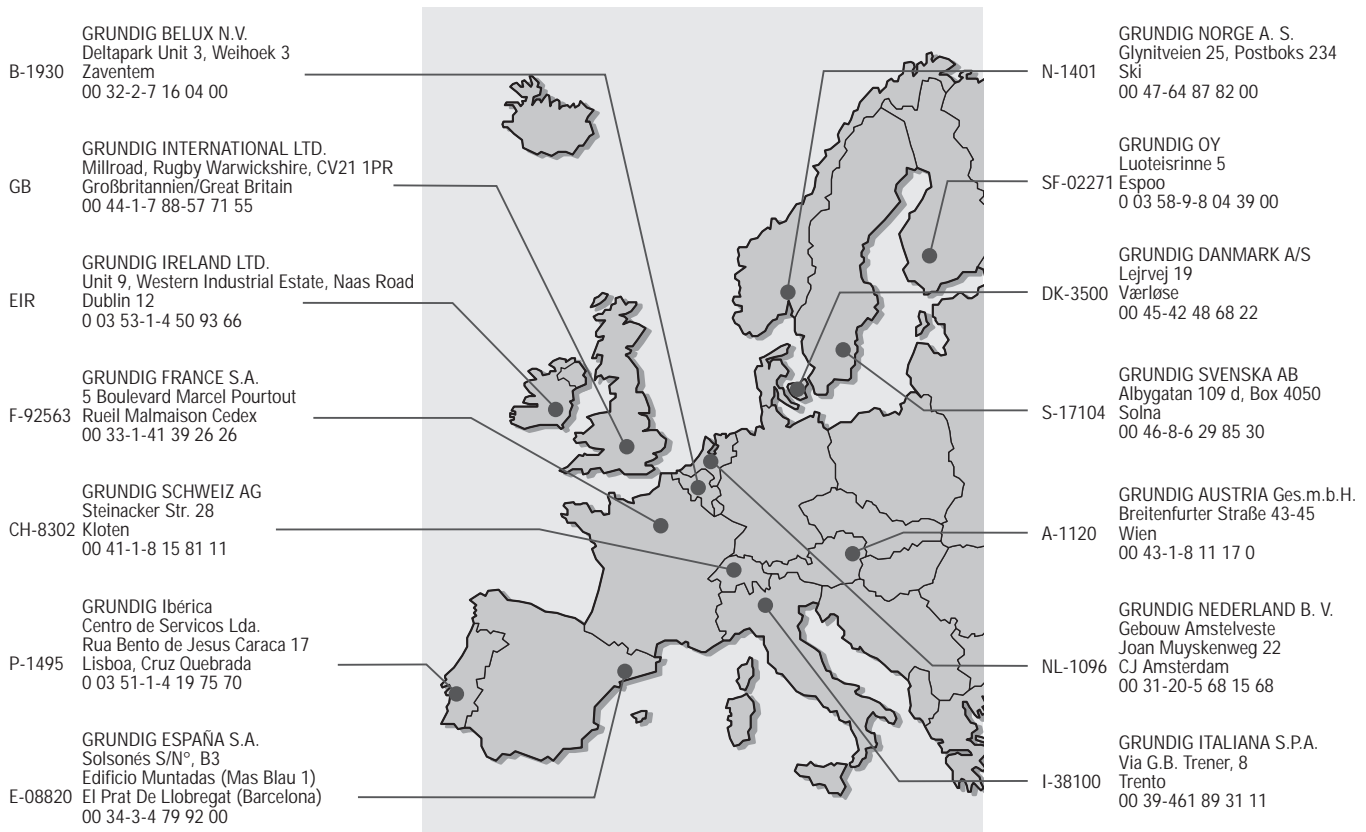 GRUNDIG BELUX N.V.
Deltapark Unit 3, Weihoek 3
B-1930 Zaventem
00 32-2-7 16 04 00
GRUNDIG INTERNATIONAL LTD.
Millroad, Rugby Warwickshire, CV21 1PR
GB Großbritannien/Great Britain
00 44-1-7 88-57 71 55
GRUNDIG IRELAND LTD.
Unit 9, Western Industrial Estate, Naas Road
EIR Dublin 12
0 03 53-1-4 50 93 66
GRUNDIG FRANCE S.A.
5 Boulevard Marcel Pourtout
F-92563 Rueil Malmaison Cedex
00 33-1-41 39 26 26
GRUNDIG SCHWEIZ AG
Steinacker Str. 28
CH-8302 Kloten
00 41-1-8 15 81 11
GRUNDIG Ibérica
Centro de Servicos Lda.
Rua Bento de Jesus Caraca 17
P-1495 Lisboa, Cruz Quebrada
0 03 51-1-4 19 75 70
GRUNDIG ESPAÑA S.A.
Solsonés S/N°, B3
Edificio Muntadas (Mas Blau 1)
E-08820 El Prat De Llobregat (Barcelona)
00 34-3-4 79 92 00
GRUNDIG NORGE A. S.
Glynitveien 25, Postboks 234
N-1401 Ski
00 47-64 87 82 00
GRUNDIG OY
Luoteisrinne 5
SF-02271 Espoo
0 03 58-9-8 04 39 00
GRUNDIG DANMARK A/S
Lejrvej 19
DK-3500 Værløse
00 45-42 48 68 22
GRUNDIG SVENSKA AB
Albygatan 109 d, Box 4050
S-17104 Solna
00 46-8-6 29 85 30
GRUNDIG AUSTRIA Ges.m.b.H.
Breitenfurter Straße 43-45
A-1120 Wien
00 43-1-8 11 17 0
GRUNDIG NEDERLAND B. V.
Gebouw Amstelveste
Joan Muyskenweg 22
NL-1096 CJ Amsterdam
00 31-20-5 68 15 68
GRUNDIG ITALIANA S.P.A.
Via G.B. Trener, 8
I-38100 Trento
00 39-461 89 31 11